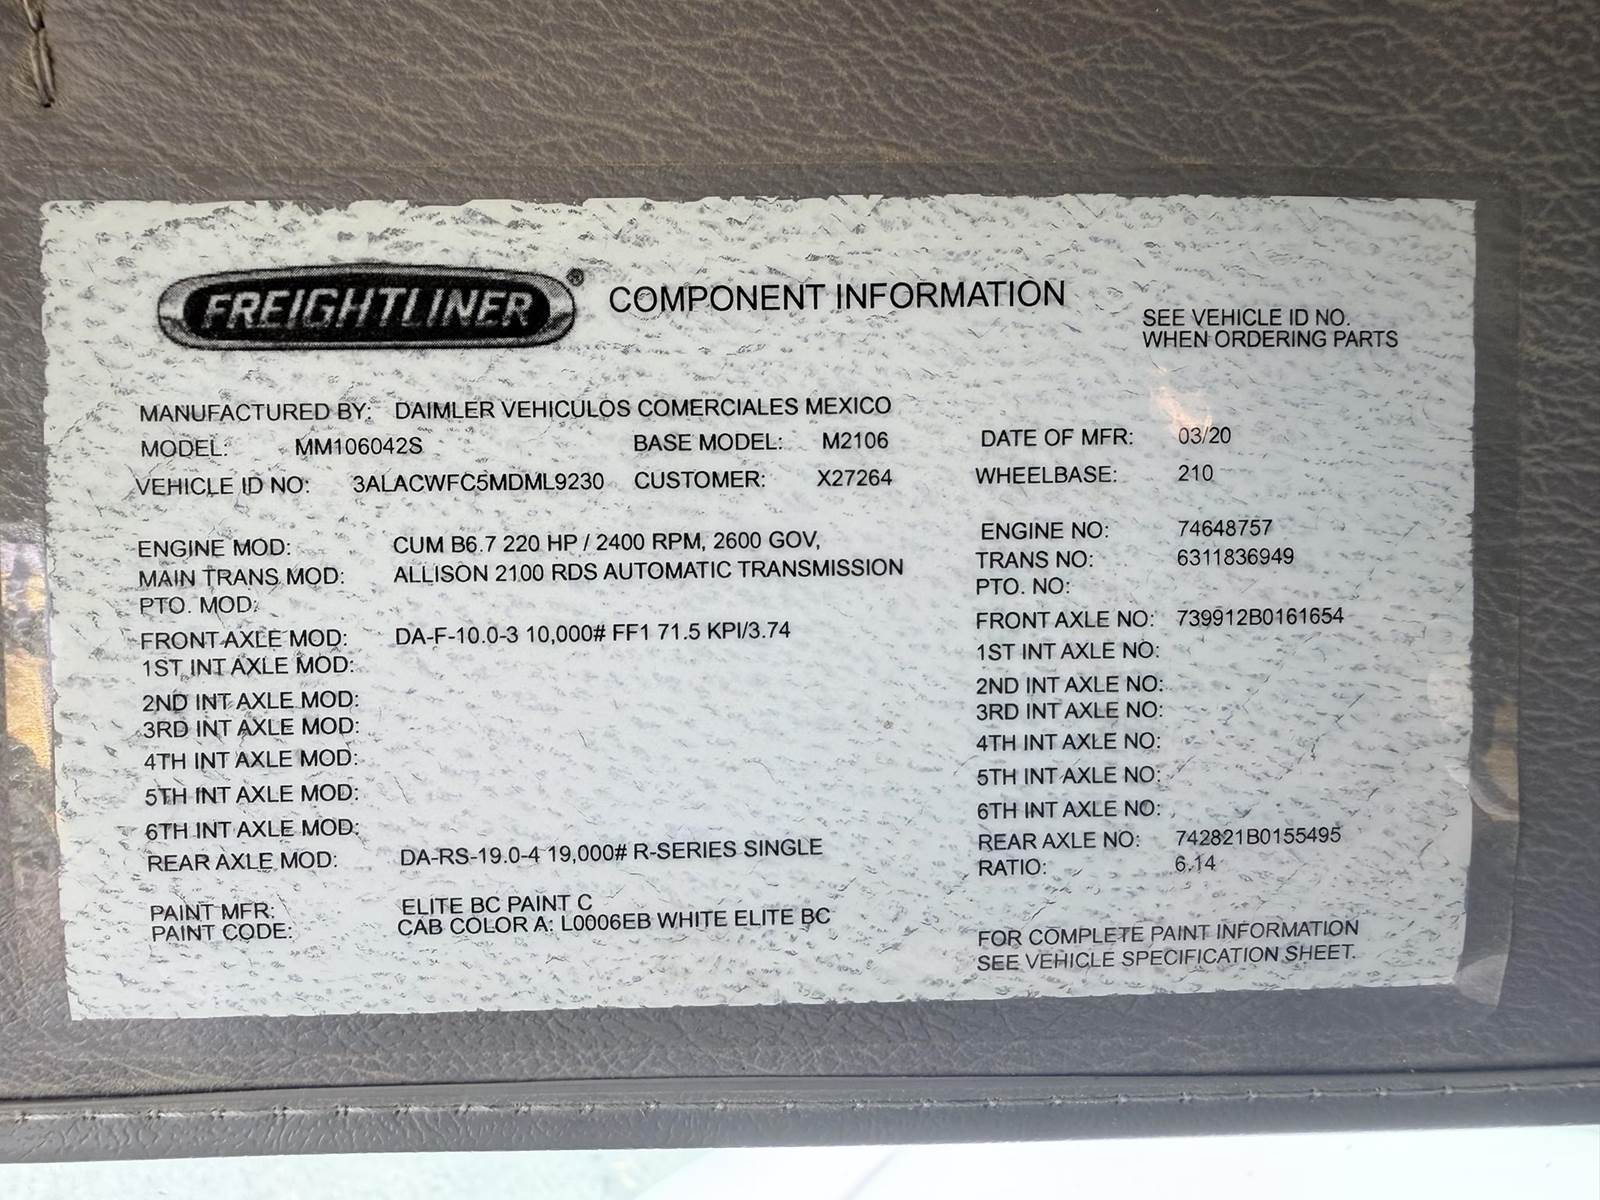 FREIGHTLINER ® COMPONENT INFORMATION
SEE VEHICLE ID NO.
WHEN ORDERING PARTS
MANUFACTURED BY: DAIMLER VEHICULOS COMERCIALES MEXICO
MODEL: MM106042S BASE MODEL: M2106 DATE OF MFR: 03/20
VEHICLE ID NO: 3ALACWFC5MDML9230 CUSTOMER: X27264 WHEELBASE: 210
ENGINE MOD: CUM B6.7 220 HP / 2400 RPM, 2600 GOV, ENGINE NO: 74648757
MAIN TRANS MOD: ALLISON 2100 RDS AUTOMATIC TRANSMISSION TRANS NO: 6311836949
PTO. MOD: PTO. NO:
FRONT AXLE MOD: DA-F-10.0-3 10,000# FF1 71.5 KPI/3.74 FRONT AXLE NO: 739912B0161654
1ST INT AXLE MOD: 1ST INT AXLE NO:
2ND INT AXLE MOD: 2ND INT AXLE NO:
3RD INT AXLE MOD: 3RD INT AXLE NO:
4TH INT AXLE MOD: 4TH INT AXLE NO:
5TH INT AXLE MOD: 5TH INT AXLE NO:
6TH INT AXLE MOD: 6TH INT AXLE NO:
REAR AXLE MOD: DA-RS-19.0-4 19,000# R-SERIES SINGLE REAR AXLE NO: 742821B0155495
RATIO: 6.14
PAINT MFR: ELITE BC PAINT C
PAINT CODE: CAB COLOR A: L0006EB WHITE ELITE BC
FOR COMPLETE PAINT INFORMATION
SEE VEHICLE SPECIFICATION SHEET.